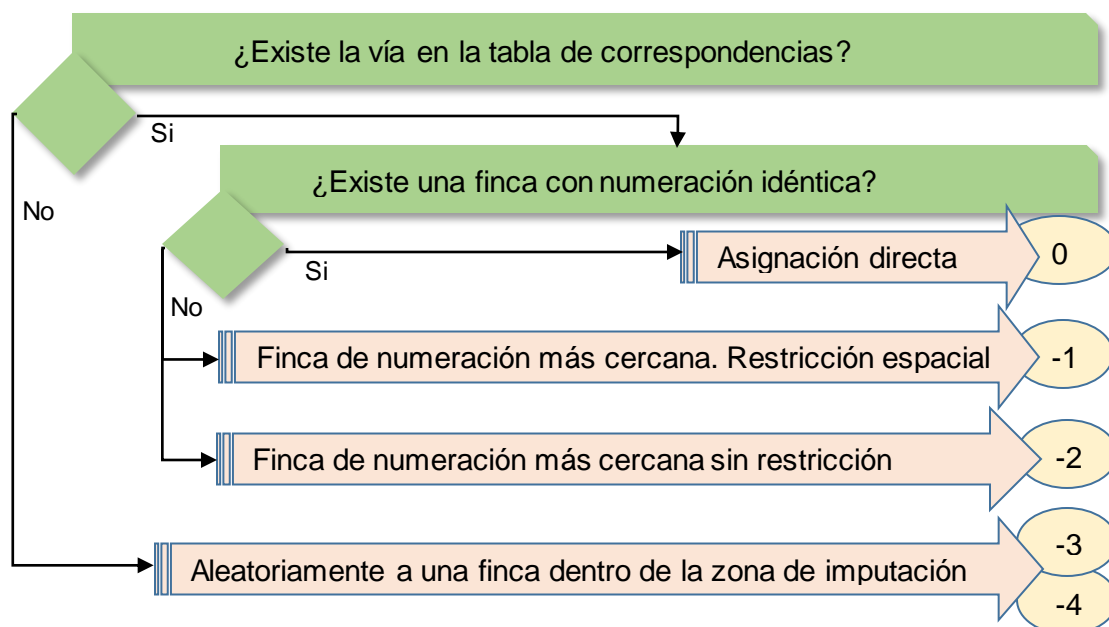 ¿Existe la vía en la tabla de correspondencias?
Si
No
¿Existe una finca con numeración idéntica?
Si
No
Asignación directa
0
Finca de numeración más cercana. Restricción espacial
-1
Finca de numeración más cercana sin restricción
-2
Aleatoriamente a una finca dentro de la zona de imputación
-3
-4